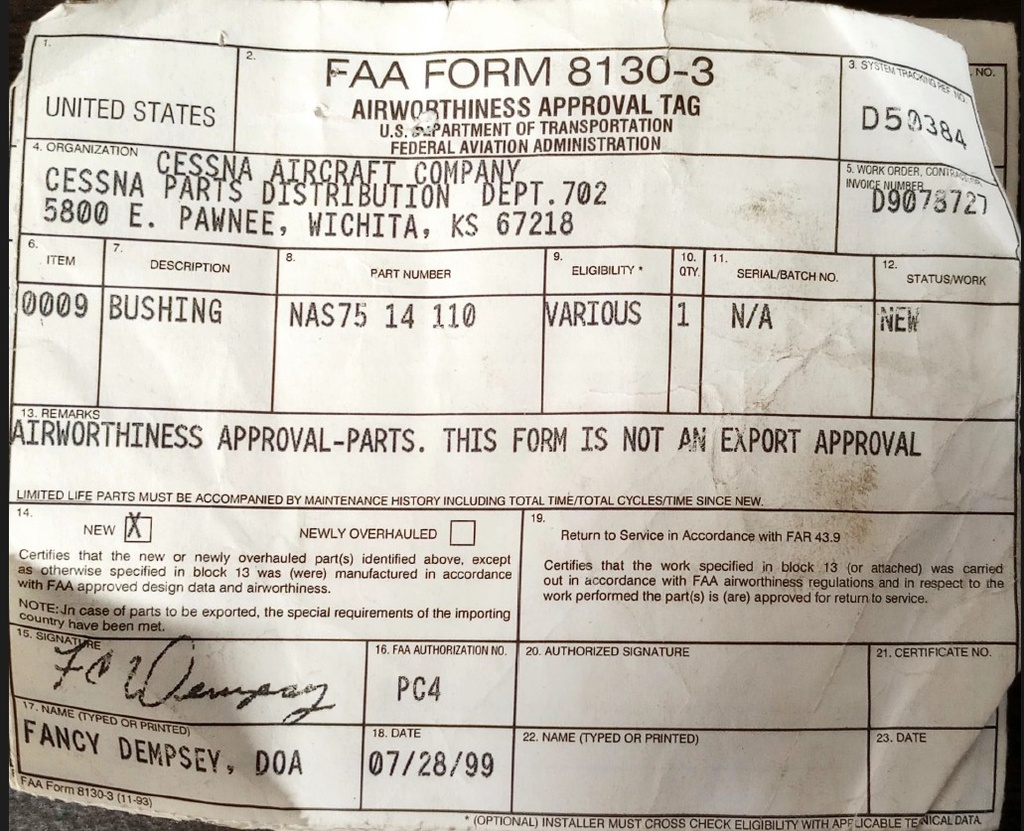 1.
UNITED STATES
2.
FAA FORM 8130-3
AIRWORTHINESS APPROVAL TAG
U.S. DEPARTMENT OF TRANSPORTATION
FEDERAL AVIATION ADMINISTRATION
3. SYSTEM TRACKING REF. NO.
D50384
NO.
4. ORGANIZATION
CESSNA AIRCRAFT COMPANY
CESSNA PARTS DISTRIBUTION DEPT.702
5800 E. PAWNEE, WICHITA, KS 67218
5. WORK ORDER,
INVOICE NUMBER
D9078727
6. ITEM
7. DESCRIPTION
8. PART NUMBER
9. ELIGIBILITY *
10. QTY.
11. SERIAL/BATCH NO.
12. STATUS/WORK
0009 BUSHING NAS75 14 110 VARIOUS 1 N/A NEW
13. REMARKS
AIRWORTHINESS APPROVAL-PARTS. THIS FORM IS NOT AN EXPORT APPROVAL
LIMITED LIFE PARTS MUST BE ACCOMPANIED BY MAINTENANCE HISTORY INCLUDING TOTAL TIME/TOTAL CYCLES/TIME SINCE NEW.
14.
NEW X NEWLY OVERHAULED
Certifies that the new or newly overhauled part(s) identified above, except
as otherwise specified in block 13 was (were) manufactured in accordance
with FAA approved design data and airworthiness.
NOTE: In case of parts to be exported, the special requirements of the importing
country have been met.
19.
Return to Service in Accordance with FAR 43.9
Certifies that the work specified in block 13 (or attached) was carried
out in accordance with FAA airworthiness regulations and in respect to the
work performed the part(s) is (are) approved for return to service.
15. SIGNATURE
F C Dempsey
16. FAA AUTHORIZATION NO.
PC4
20. AUTHORIZED SIGNATURE
21. CERTIFICATE NO.
17. NAME (TYPED OR PRINTED)
FANCY DEMPSEY, DOA
18. DATE
07/28/99
22. NAME (TYPED OR PRINTED)
23. DATE
FAA Form 8130-3 (11-93)
* (OPTIONAL) INSTALLER MUST CROSS CHECK ELIGIBILITY WITH APPLICABLE TECNICAL DATA.